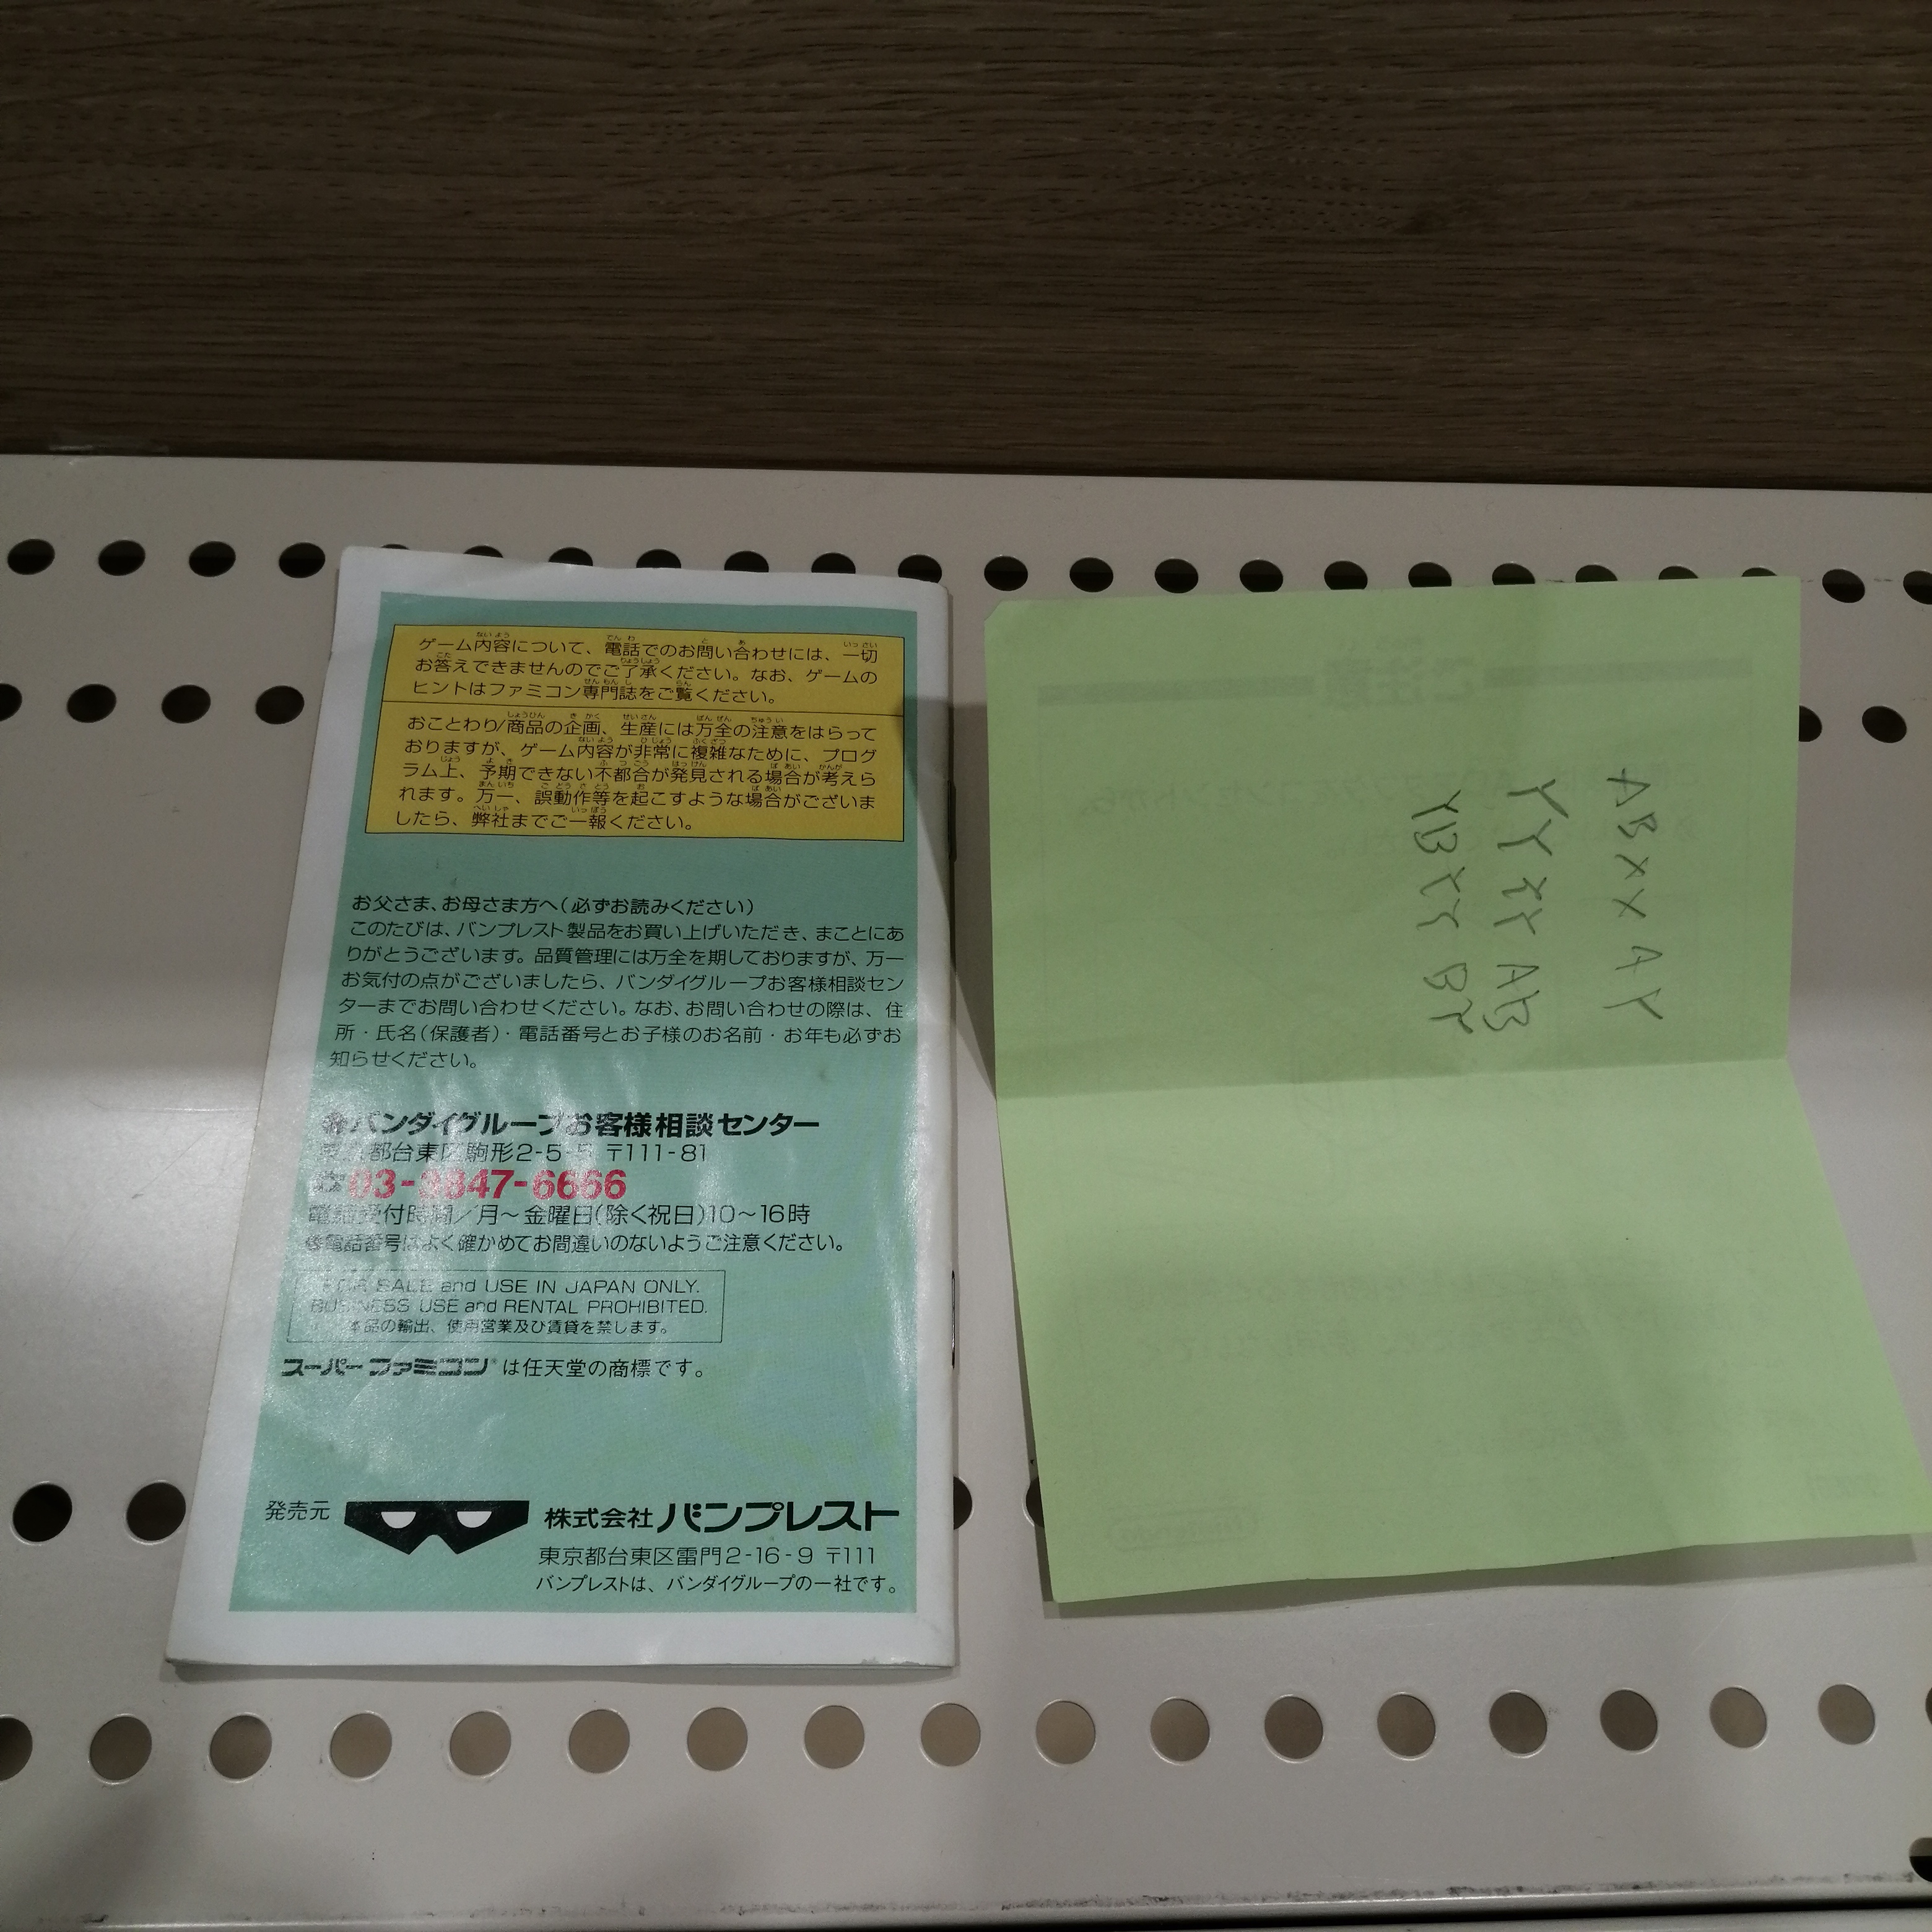 ゲーム内容について、電話でのお問い合わせには、一切
お答えできませんのでご了承ください。なお、ゲームの
ヒントはファミコン専門誌をご覧ください。
おことわり/商品の企画、生産には万全の注意をはらって
おりますが、ゲーム内容が非常に複雑なために、プログ
ラム上、予期できない不都合が発見される場合が考えら
れます。万一、誤動作等を起こすような場合がございま
したら、弊社までご一報ください。
お父さま、お母さま方へ(必ずお読みください)
このたびは、バンプレスト製品をお買い上げいただき、まことにあ
りがとうございます。品質管理には万全を期しておりますが、万一
お気付の点がございましたら、バンダイグループお客様相談セン
ターまでお問い合わせください。なお、お問い合わせの際は、住
所・氏名(保護者)・電話番号とお子様のお名前・お年も必ずお
知らせください。
バンダイグループお客様相談センター
東京都台東区駒形2-5-5 〒111-81
☎03-3847-6666
電話受付時間/月～金曜日(除く祝日)10～16時
電話番号はよく確かめてお間違いのないようご注意ください。
FOR SALE and USE IN JAPAN ONLY.
BUSINESS USE and RENTAL PROHIBITED.
本品の輸出、使用営業及び賃貸を禁じます。
スーパーファミコン®は任天堂の商標です。
発売元 株式会社 バンプレスト
東京都台東区雷門2-16-9 〒111
バンプレストは、バンダイグループの一社です。
ABXX AY
YYXY AB
YBYY BY